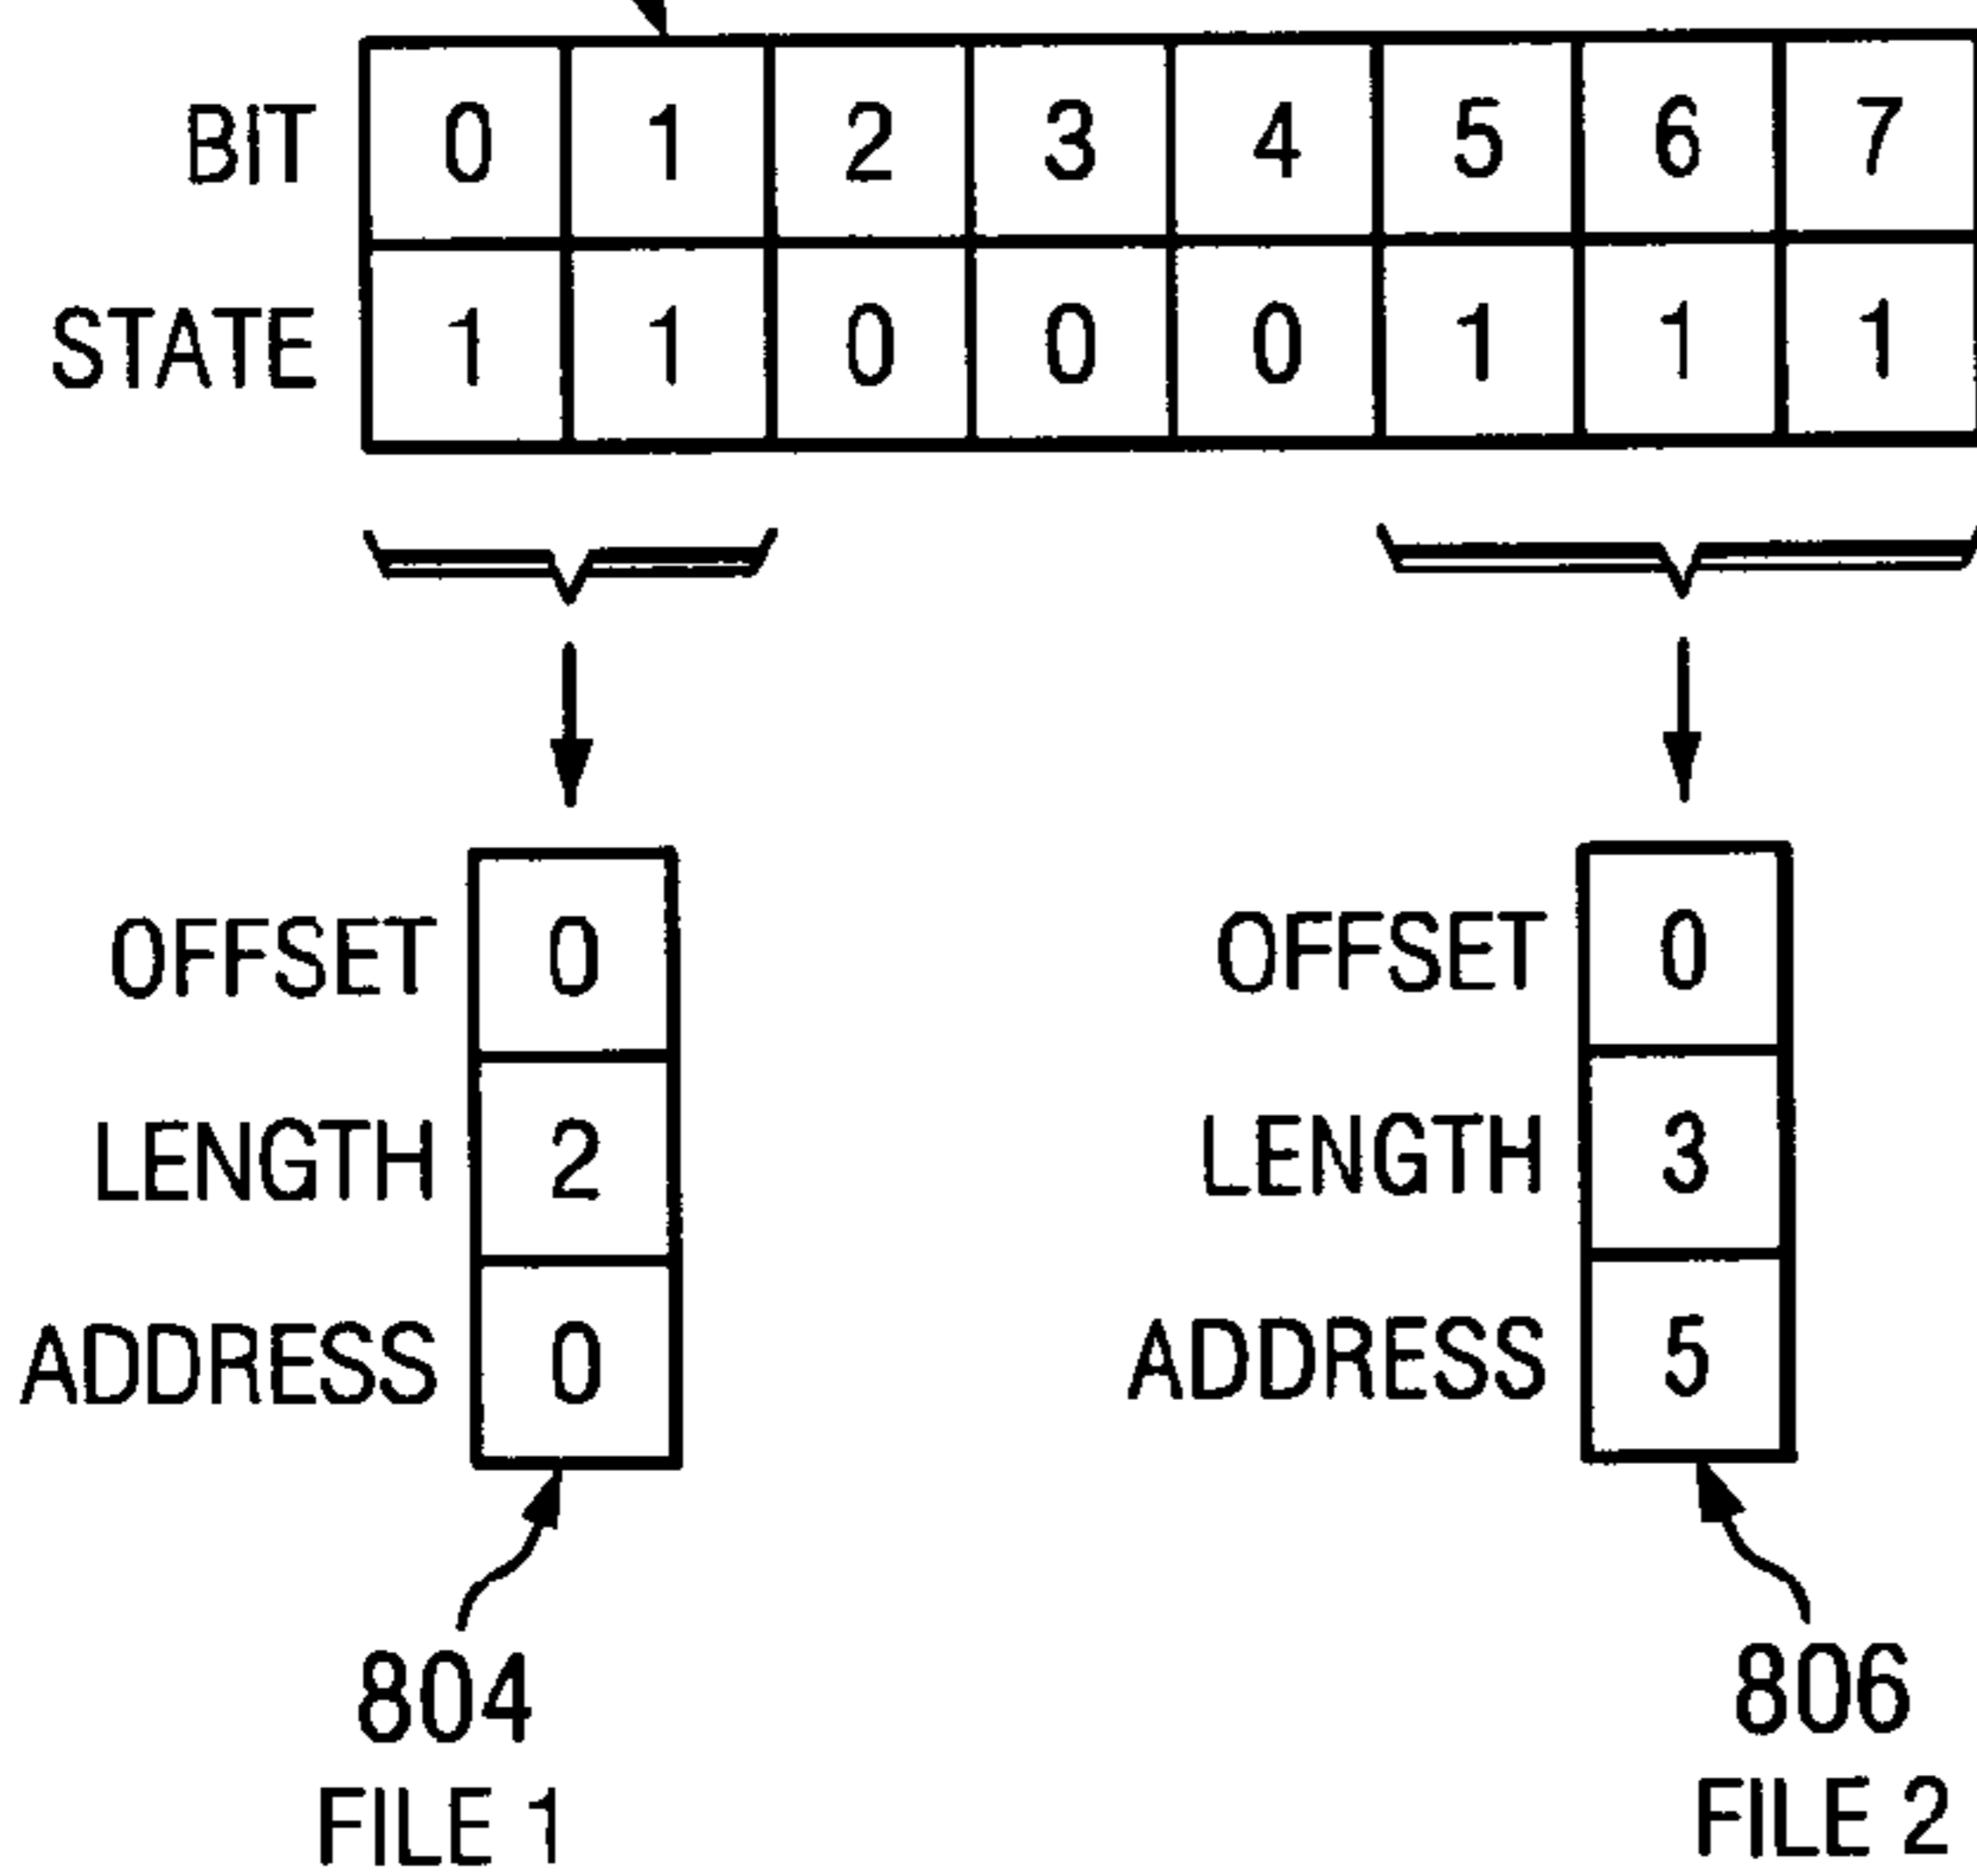 BIT 0 1 2 3 4 5 6 7
STATE 1 1 0 0 0 1 1 1
OFFSET 0 OFFSET 0
LENGTH 2 LENGTH 3
ADDRESS 0 ADDRESS 5
804 806
FILE 1 FILE 2